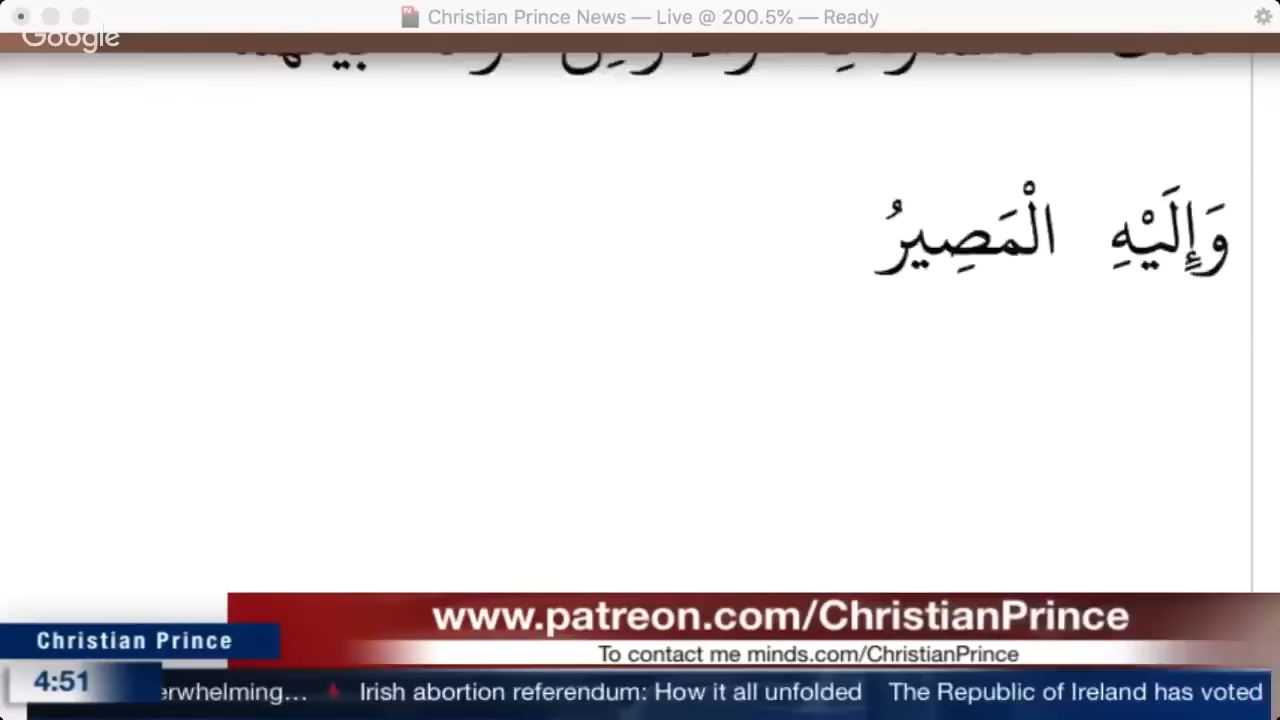 Christian Prince News — Live @ 200.5% — Ready
Google
وَإِلَيْهِ الْمَصِيرُ
www.patreon.com/ChristianPrince
Christian Prince
To contact me minds.com/ChristianPrince
4:51
erwhelming... Irish abortion referendum: How it all unfolded The Republic of Ireland has voted